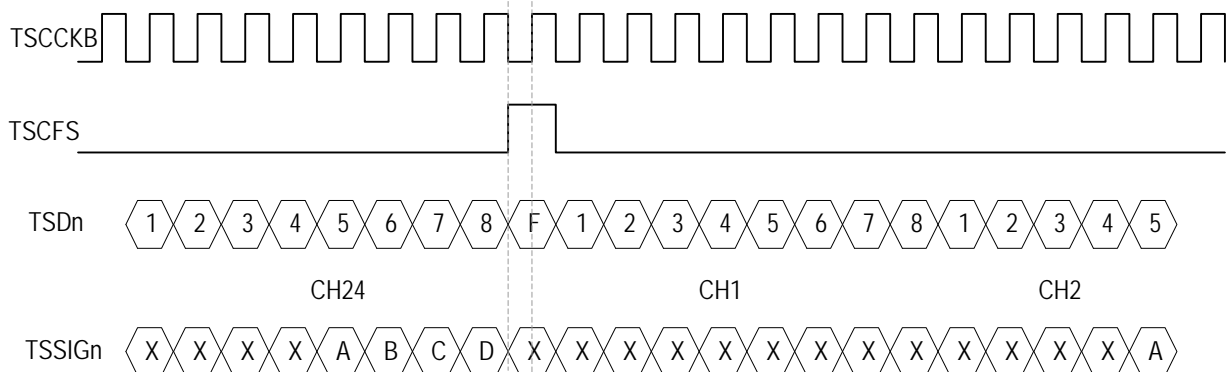 TSCCKB
TSCFS
TSDn 1 2 3 4 5 6 7 8 F 1 2 3 4 5 6 7 8 1 2 3 4 5
CH24 CH1 CH2
TSSIGn X X X X A B C D X X X X X X X X X X X X X A